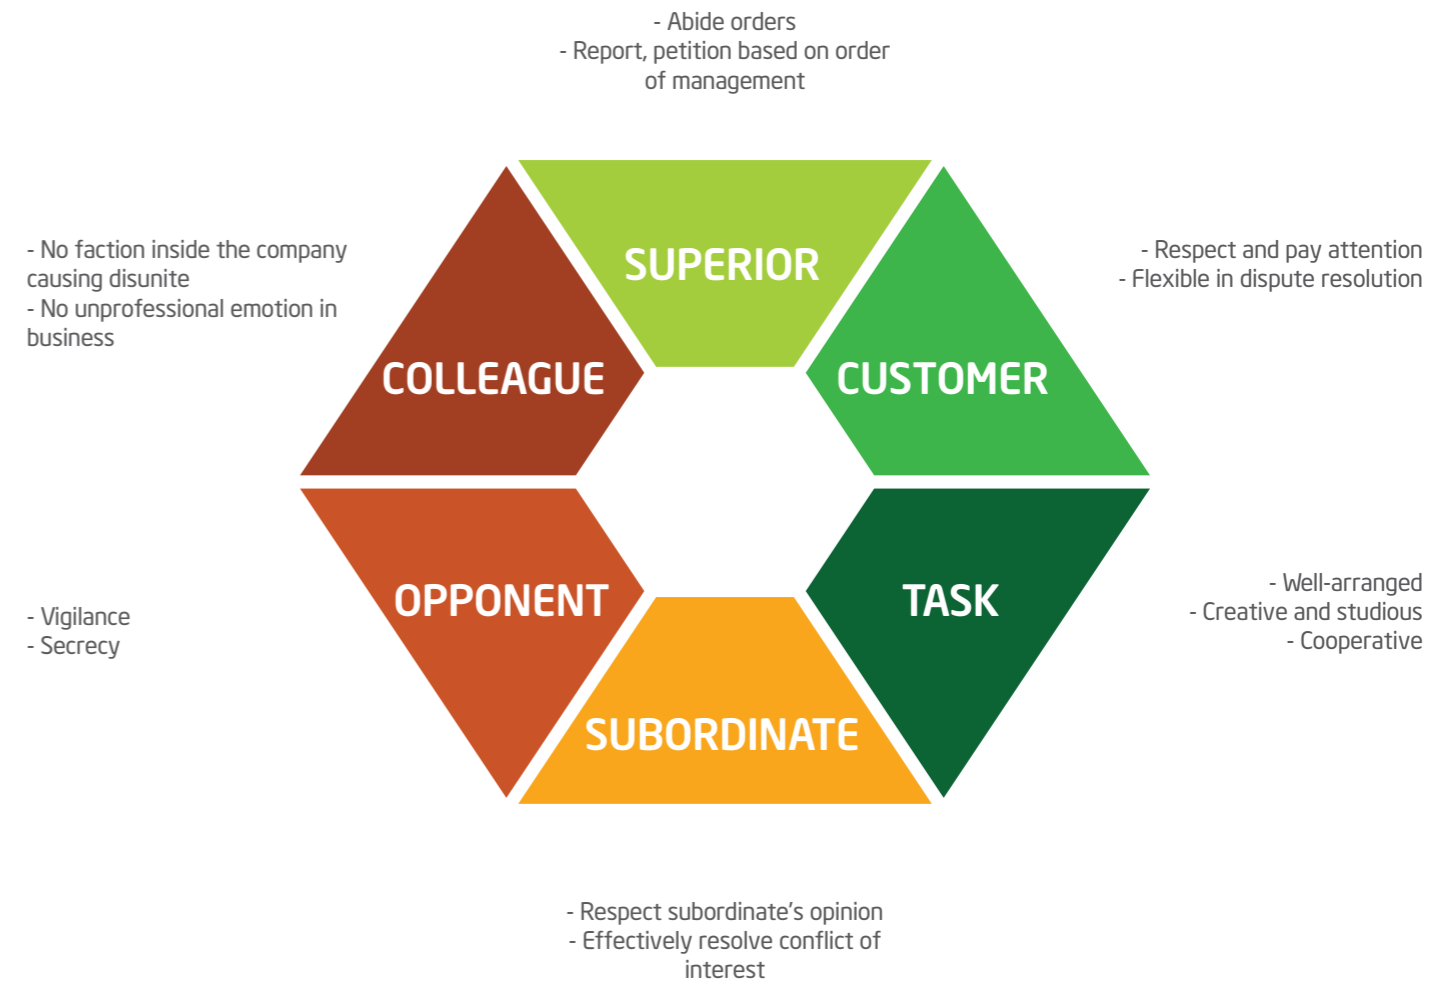 - Abide orders
- Report, petition based on order
of management
SUPERIOR
- No faction inside the company
causing disunite
- No unprofessional emotion in
business
COLLEAGUE
- Respect and pay attention
- Flexible in dispute resolution
CUSTOMER
- Vigilance
- Secrecy
OPPONENT
- Well-arranged
- Creative and studious
- Cooperative
TASK
SUBORDINATE
- Respect subordinate's opinion
- Effectively resolve conflict of
interest